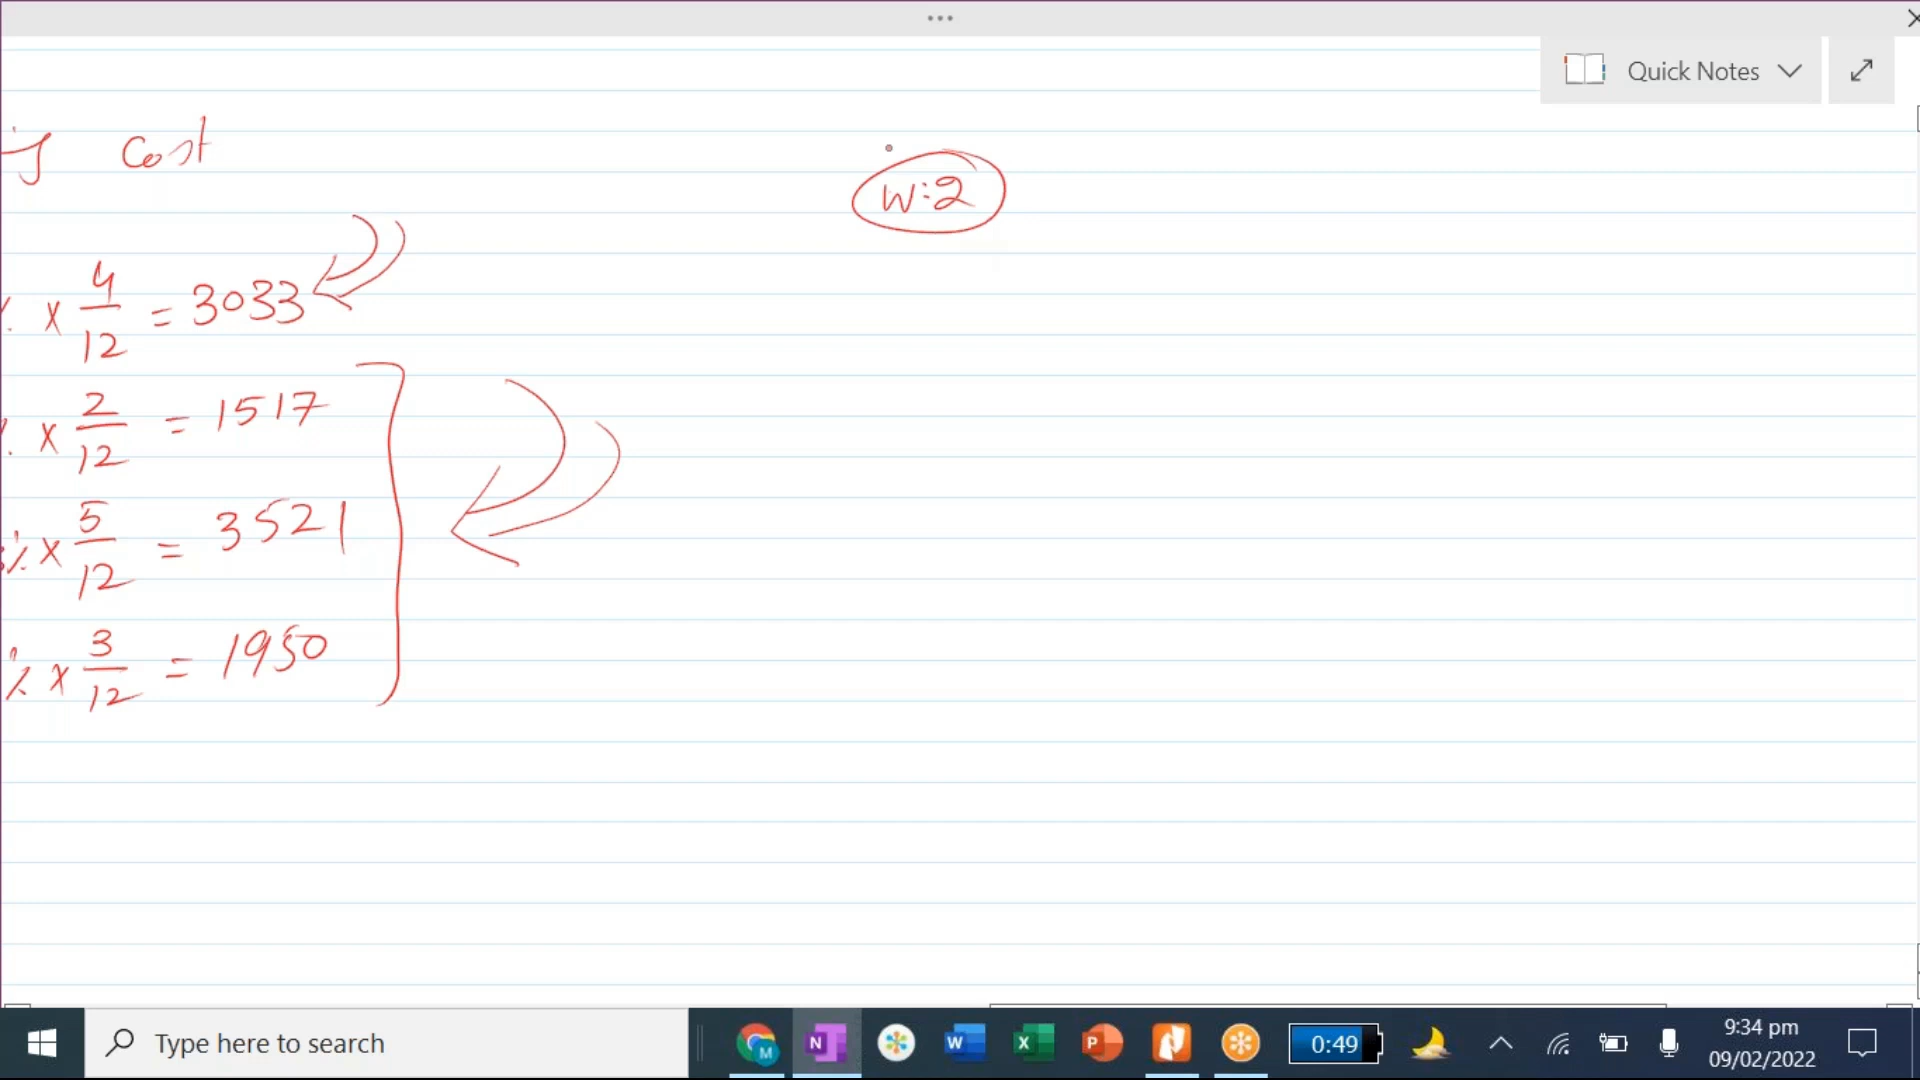 Quick Notes
Cost
W:2
% × 4/12 = 3033
% × 2/12 = 1517
% × 5/12 = 3521
% × 3/12 = 1950
Type here to search
0:49
9:34 pm
09/02/2022